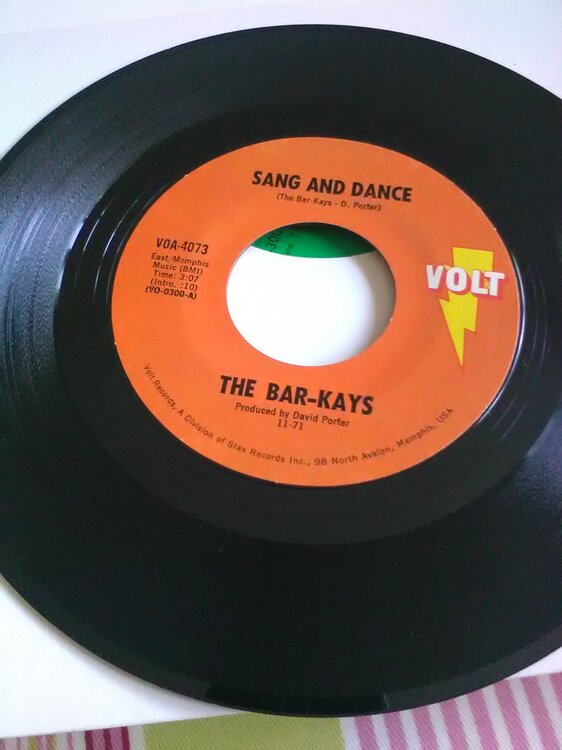 SANG AND DANCE
(The Bar-Kays - D. Porter)
VOA-4073
East/Memphis
Music (BMI)
Time: 3:07
(Intro. :10)
(VO-0300-A)
VOLT
THE BAR-KAYS
Produced by David Porter
11-71
Volt Records, A Division of Stax Records Inc., 98 North Avalon, Memphis, USA